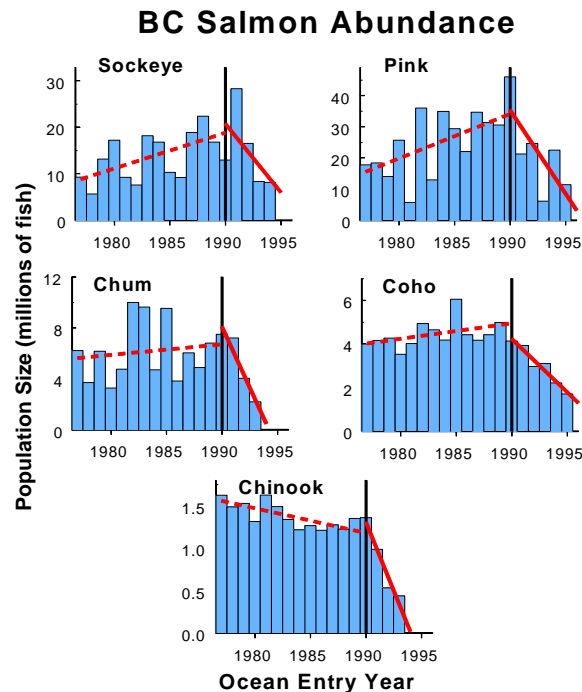 BC Salmon Abundance
Sockeye
30
20
10
0
1980 1985 1990 1995
Pink
40
30
20
10
0
1980 1985 1990 1995
Population Size (millions of fish)
Chum
12
8
4
0
1980 1985 1990 1995
Coho
6
4
2
0
1980 1985 1990 1995
Chinook
1.5
1.0
0.5
0.0
1980 1985 1990 1995
Ocean Entry Year